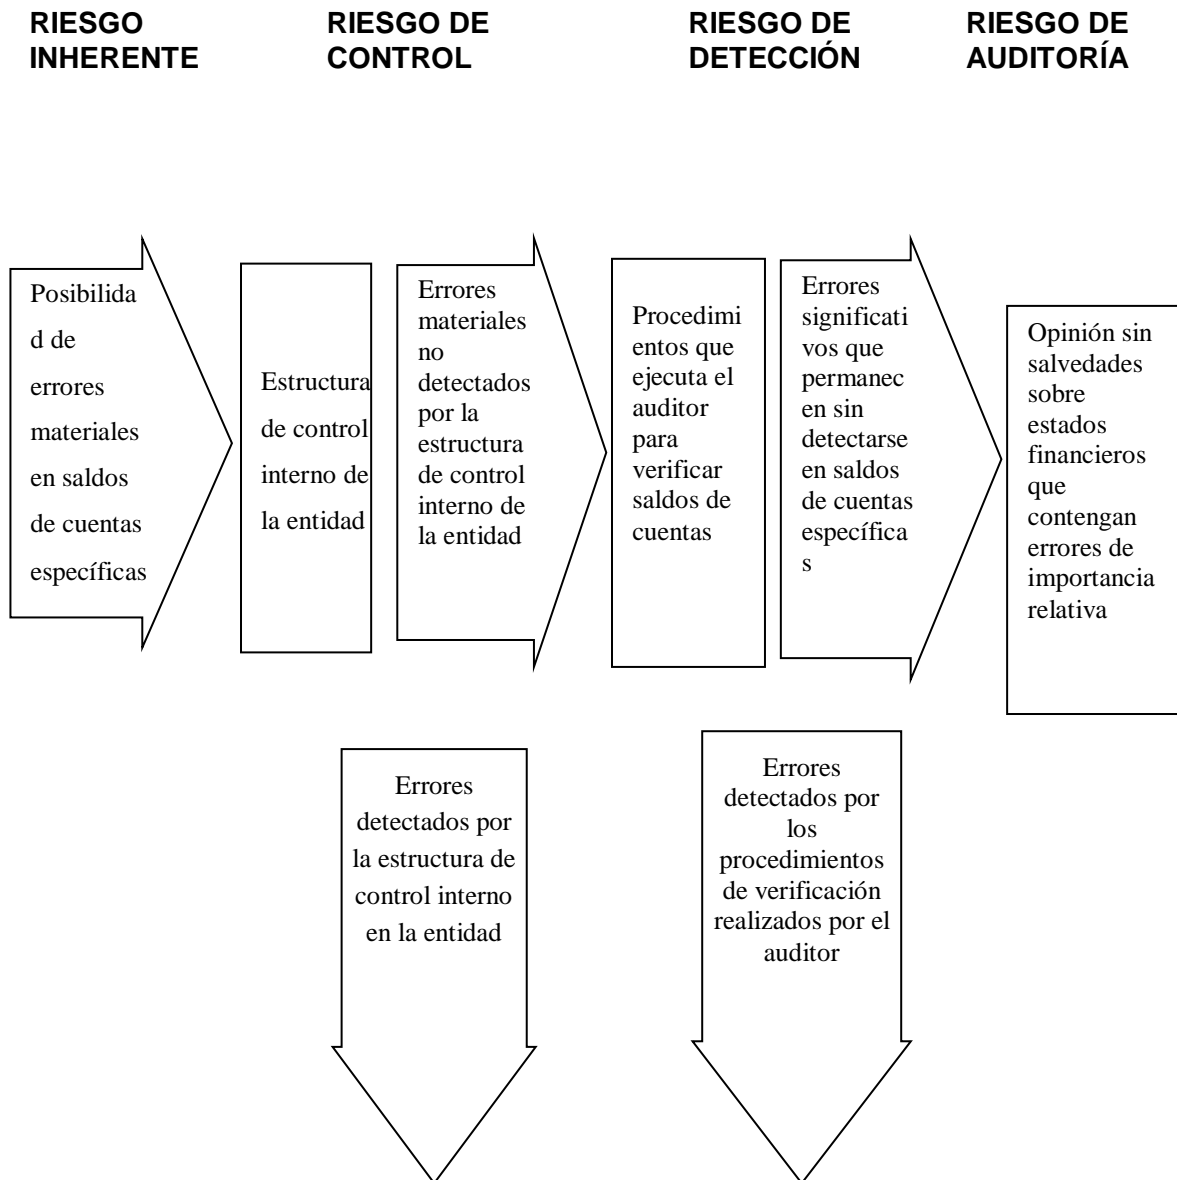 RIESGO
INHERENTE
RIESGO DE
CONTROL
RIESGO DE
DETECCIÓN
RIESGO DE
AUDITORÍA
Posibilida
d de
errores
materiales
en saldos
de cuentas
específicas
Estructura
de control
interno de
la entidad
Errores
materiales
no
detectados
por la
estructura
de control
interno de
la entidad
Procedimi
entos que
ejecuta el
auditor
para
verificar
saldos de
cuentas
Errores
significati
vos que
permanec
en sin
detectarse
en saldos
de cuentas
específica
s
Opinión sin
salvedades
sobre
estados
financieros
que
contengan
errores de
importancia
relativa
Errores
detectados por
la estructura de
control interno
en la entidad
Errores
detectados por
los
procedimientos
de verificación
realizados por el
auditor